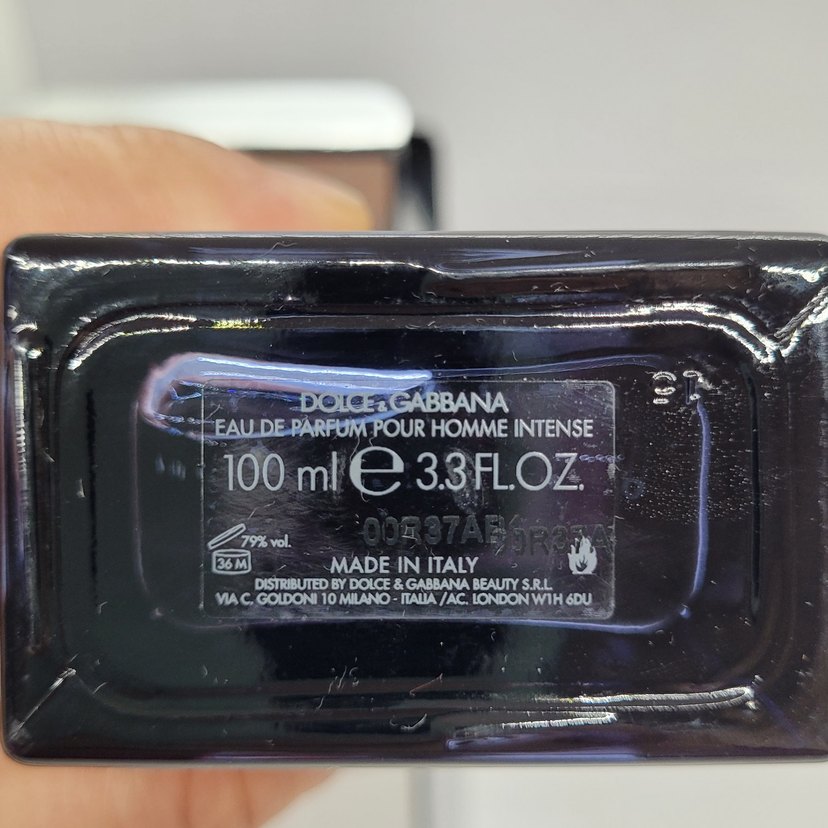 DOLCE & GABBANA
EAU DE PARFUM POUR HOMME INTENSE
100 ml e 3.3 FL.OZ.
79% vol.
36 M
MADE IN ITALY
DISTRIBUTED BY DOLCE & GABBANA BEAUTY S.R.L.
VIA C. GOLDONI 10 MILANO - ITALIA /AC. LONDON W1H 6DU